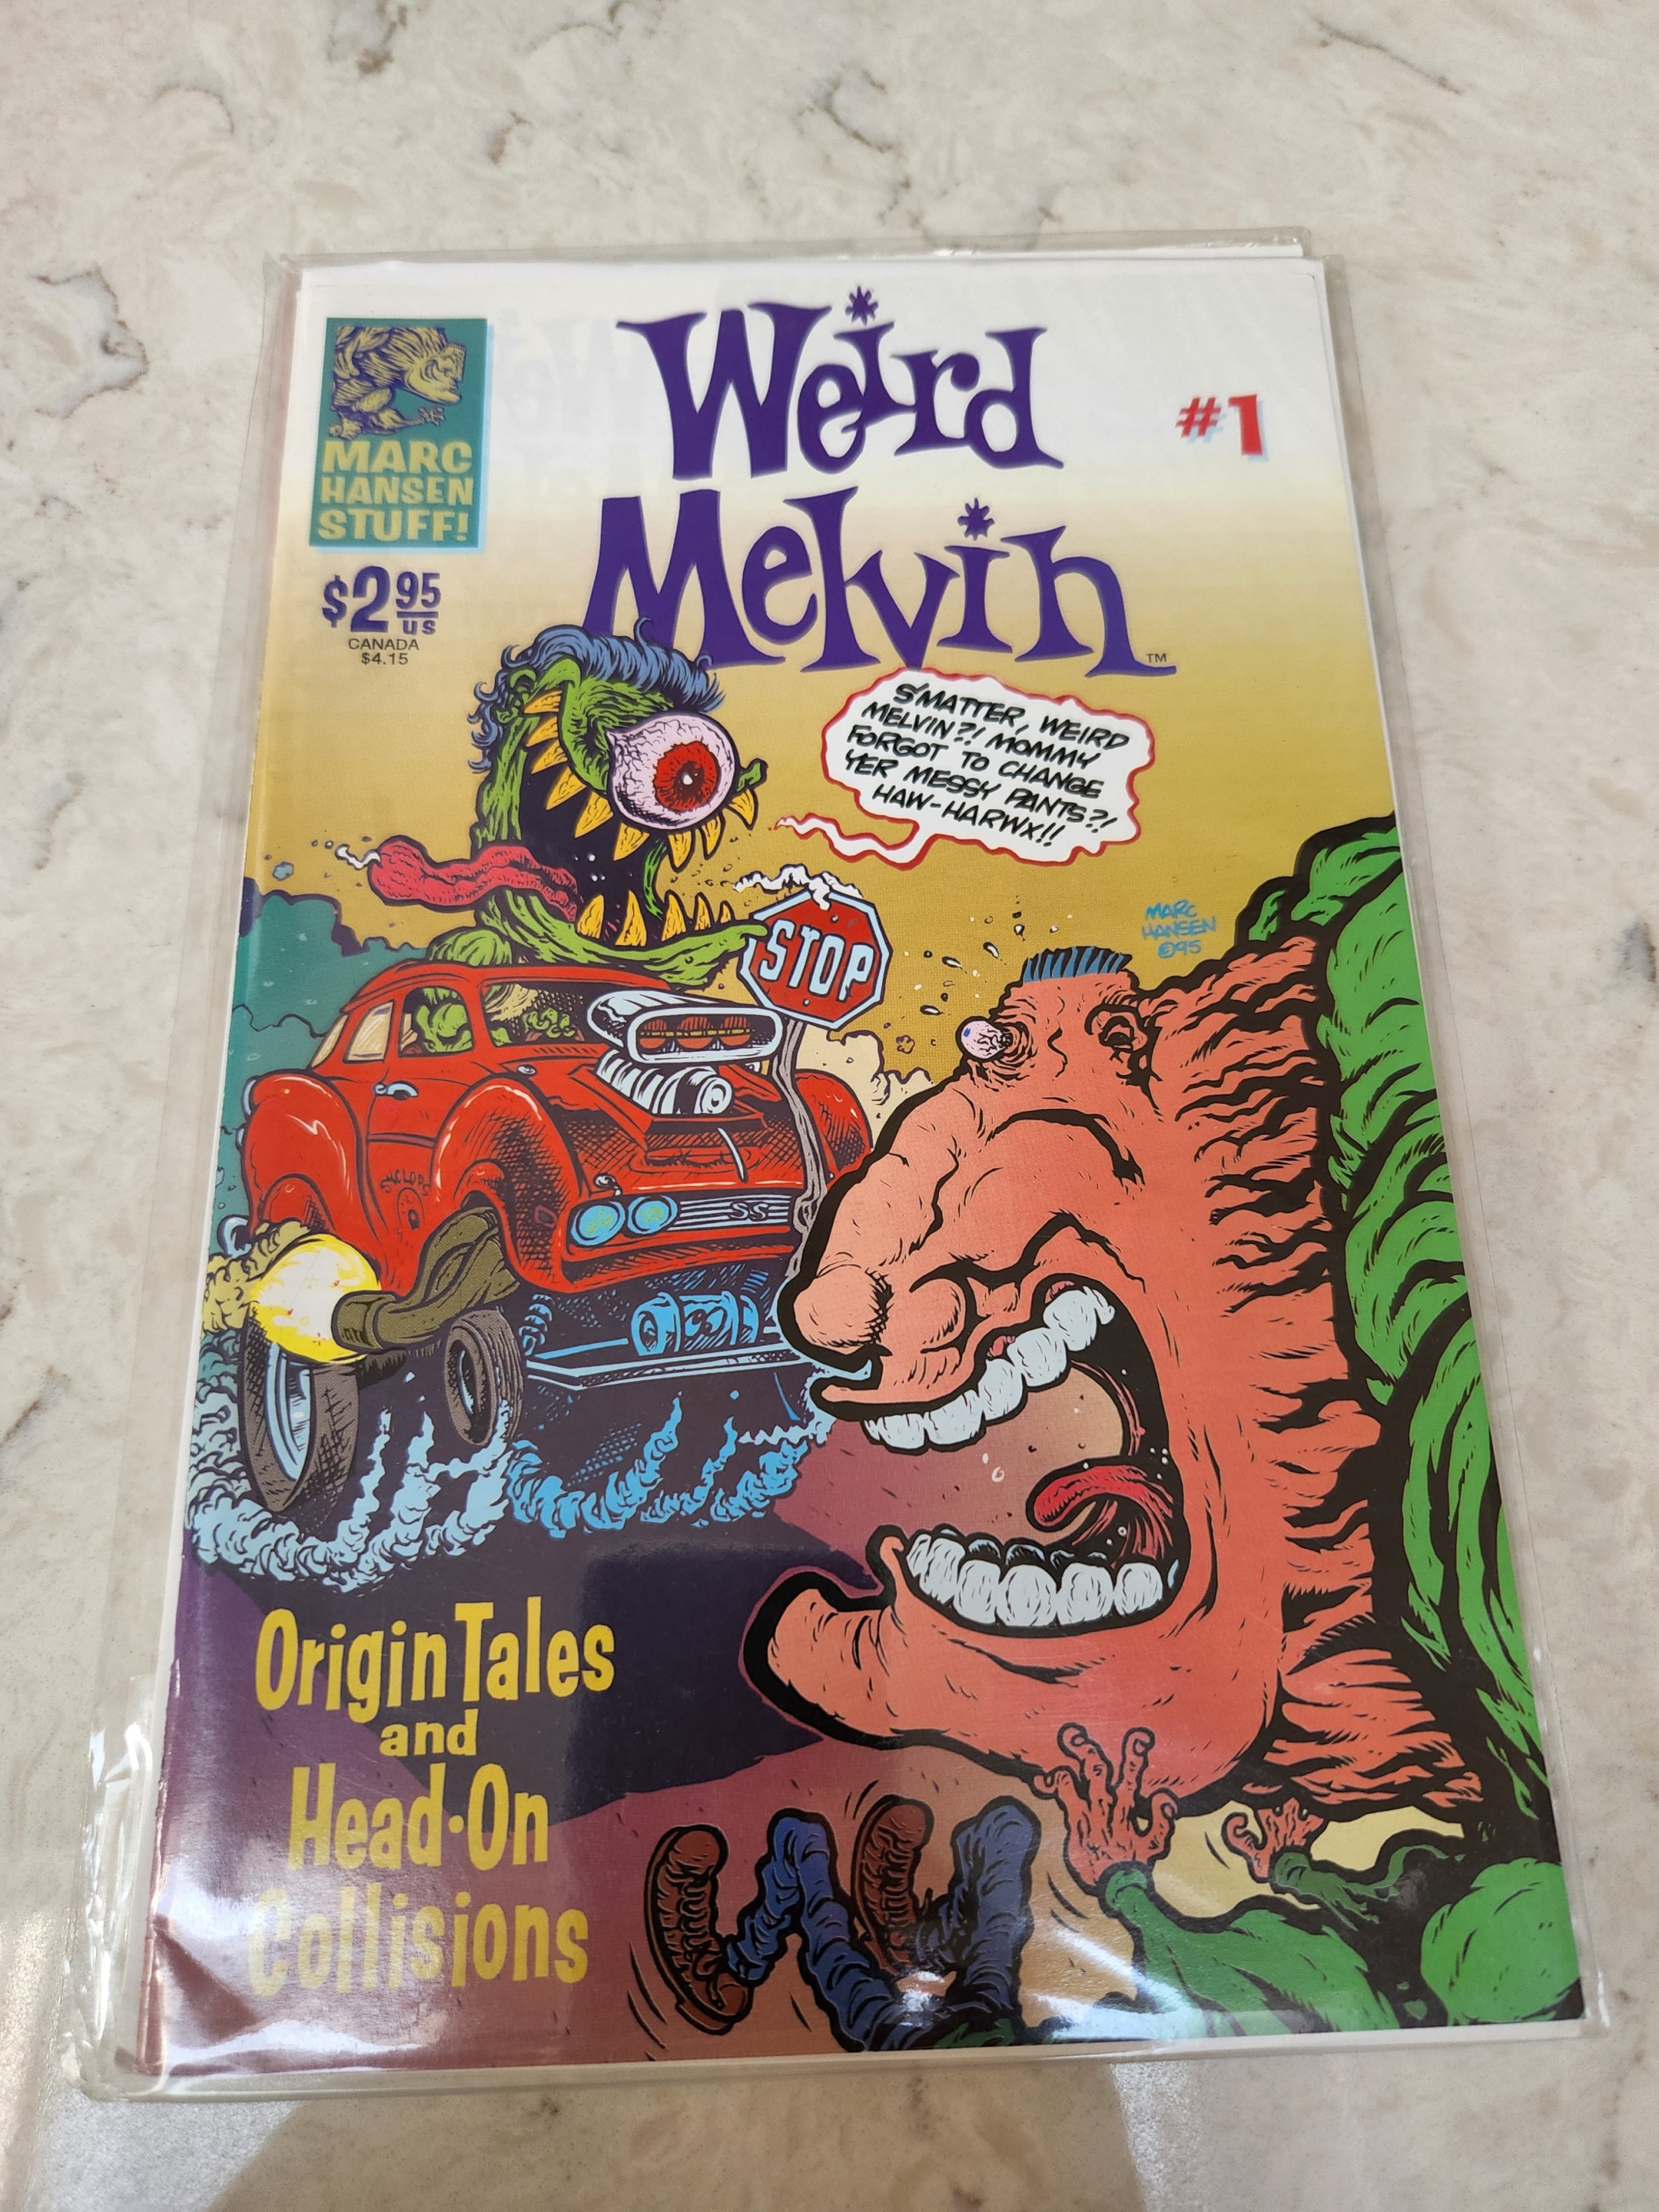 Weird
Melvin
TM
#1
MARC
HANSEN
STUFF!
$2 95
US
CANADA
$4.15
S'MATTER, WEIRD
MELVIN?! MOMMY
FORGOT TO CHANGE
YER MESSY PANTS?!
HAW-HARWX!!
STOP
MARC
HANSEN
©95
SS
Origin Tales
and
Head-On
Collisions